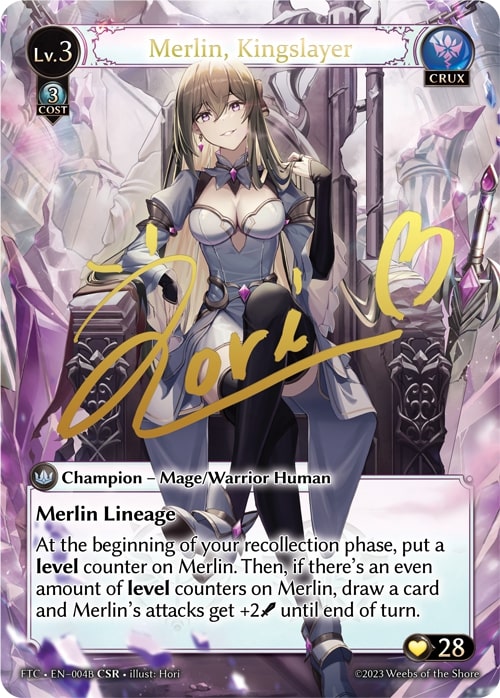 Lv.3
Merlin, Kingslayer
CRUX
3
COST
Hori
Champion – Mage/Warrior Human
Merlin Lineage
At the beginning of your recollection phase, put a
level counter on Merlin. Then, if there's an even
amount of level counters on Merlin, draw a card
and Merlin's attacks get +2 until end of turn.
28
FTC • EN-004B CSR • illust: Hori
©2023 Weebs of the Shore